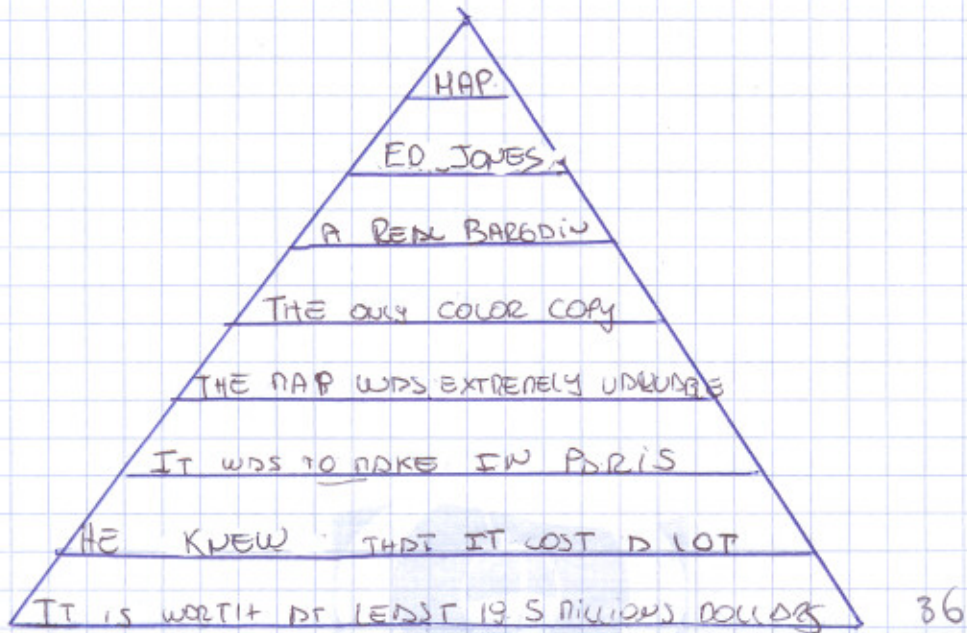 MAP
ED JONES
A REAL BARGAIN
THE ONLY COLOR COPY
THE MAP WAS EXTREMELY
IT WAS TO MAKE IN PARIS
HE KNEW THAT IT COST A LOT
IT IS WORTH AT LEAST 19.5 MILLIONS DOLLARS
36